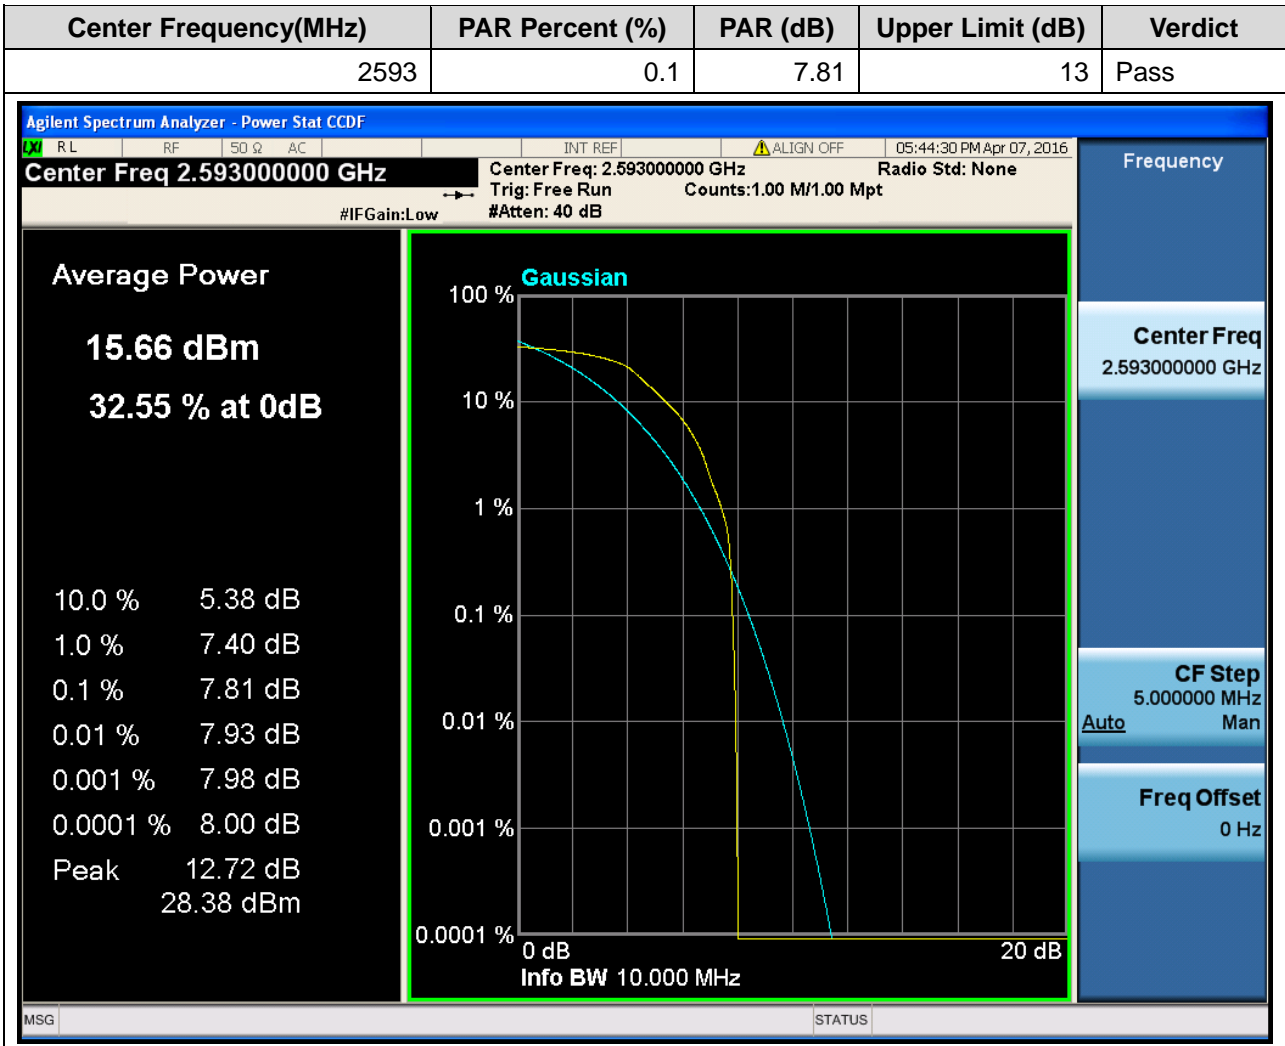 Center Frequency(MHz) PAR Percent (%) PAR (dB) Upper Limit (dB) Verdict
2593 0.1 7.81 13 Pass
Agilent Spectrum Analyzer - Power Stat CCDF
LXI RL RF 50 Ω AC INT REF ALIGN OFF 05:44:30 PM Apr 07, 2016
Center Freq 2.593000000 GHz
#IFGain:Low
Center Freq: 2.593000000 GHz Radio Std: None
Trig: Free Run Counts:1.00 M/1.00 Mpt
#Atten: 40 dB
Average Power
15.66 dBm
32.55 % at 0dB
10.0 % 5.38 dB
1.0 % 7.40 dB
0.1 % 7.81 dB
0.01 % 7.93 dB
0.001 % 7.98 dB
0.0001 % 8.00 dB
Peak 12.72 dB
28.38 dBm
Gaussian
100 %
10 %
1 %
0.1 %
0.01 %
0.001 %
0.0001 %
0 dB 20 dB
Info BW 10.000 MHz
Frequency
Center Freq
2.593000000 GHz
CF Step
5.000000 MHz
Auto Man
Freq Offset
0 Hz
MSG STATUS